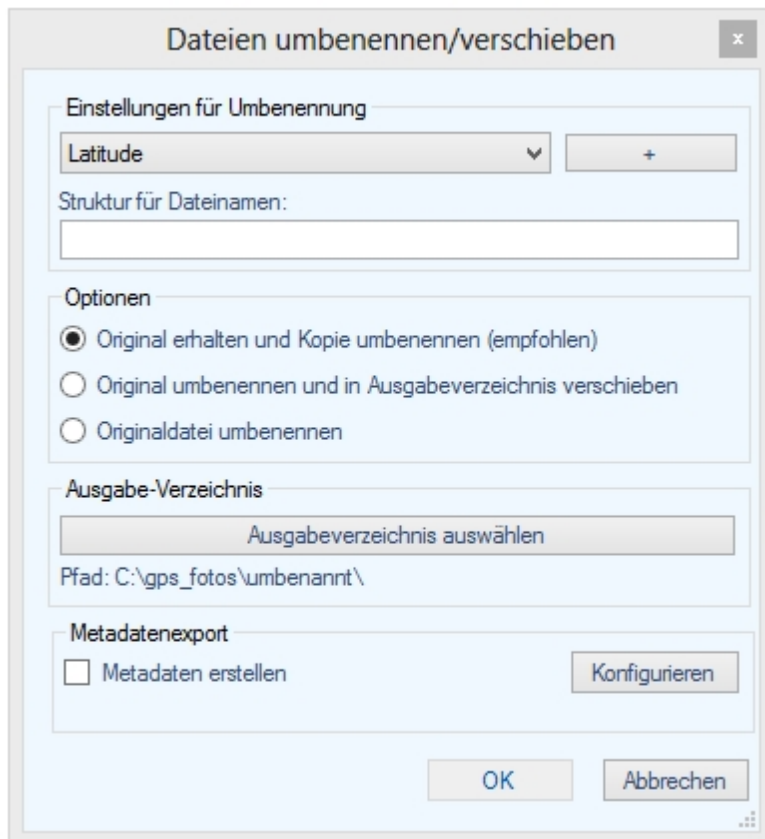 Dateien umbenennen/verschieben
x
Einstellungen für Umbenennung
Latitude
+
Struktur für Dateinamen:
Optionen
Original erhalten und Kopie umbenennen (empfohlen)
Original umbenennen und in Ausgabeverzeichnis verschieben
Originaldatei umbenennen
Ausgabe-Verzeichnis
Ausgabeverzeichnis auswählen
Pfad: C:\gps_fotos\umbenannt\
Metadatenexport
Metadaten erstellen
Konfigurieren
OK
Abbrechen